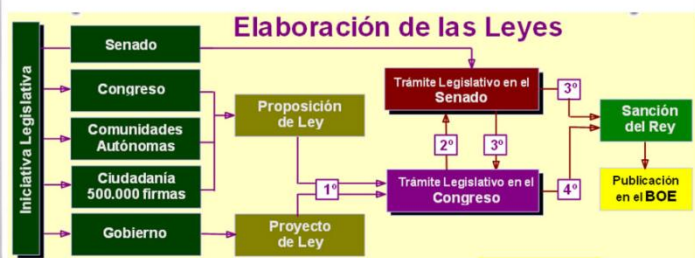 Elaboración de las Leyes
Iniciativa Legislativa
Senado
Congreso
Comunidades
Autónomas
Ciudadanía
500.000 firmas
Gobierno
Proposición
de Ley
Proyecto
de Ley
1º
Trámite Legislativo en el
Senado
2º
3º
Trámite Legislativo en el
Congreso
3º
4º
Sanción
del Rey
Publicación
en el BOE